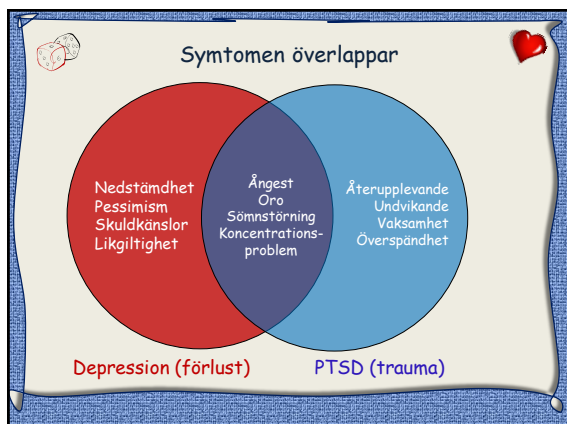 Symtomen överlappar
Nedstämdhet
Pessimism
Skuldkänslor
Likgiltighet
Ångest
Oro
Sömnstörning
Koncentrations-
problem
Återupplevande
Undvikande
Vaksamhet
Överspändhet
Depression (förlust)
PTSD (trauma)